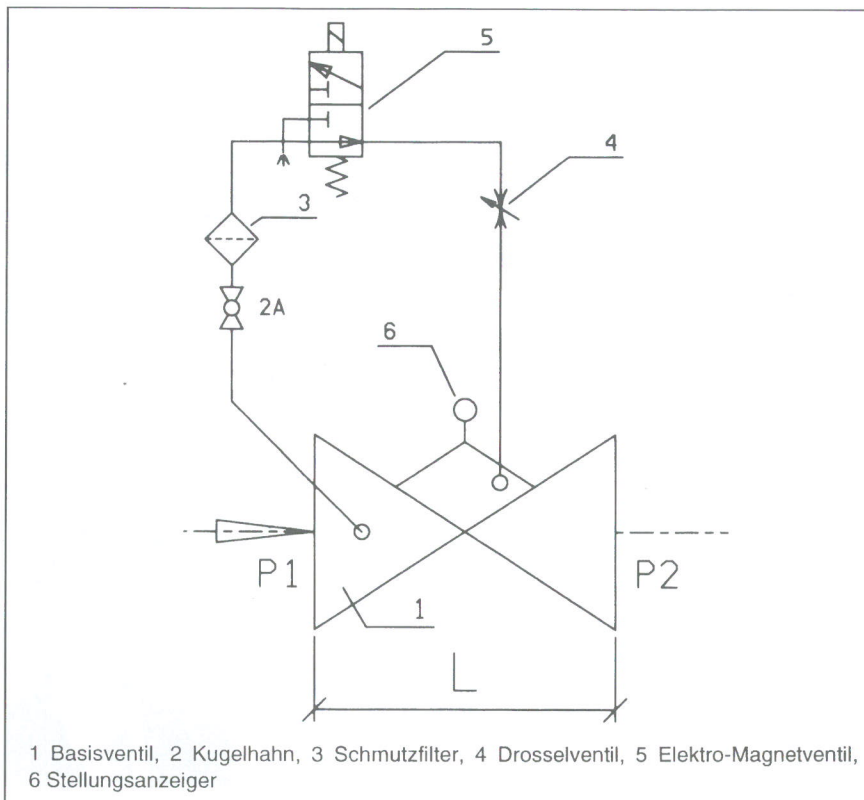 5
4
3
2A
6
P1
P2
1
L
1 Basisventil, 2 Kugelhahn, 3 Schmutzfilter, 4 Drosselventil, 5 Elektro-Magnetventil,
6 Stellungsanzeiger